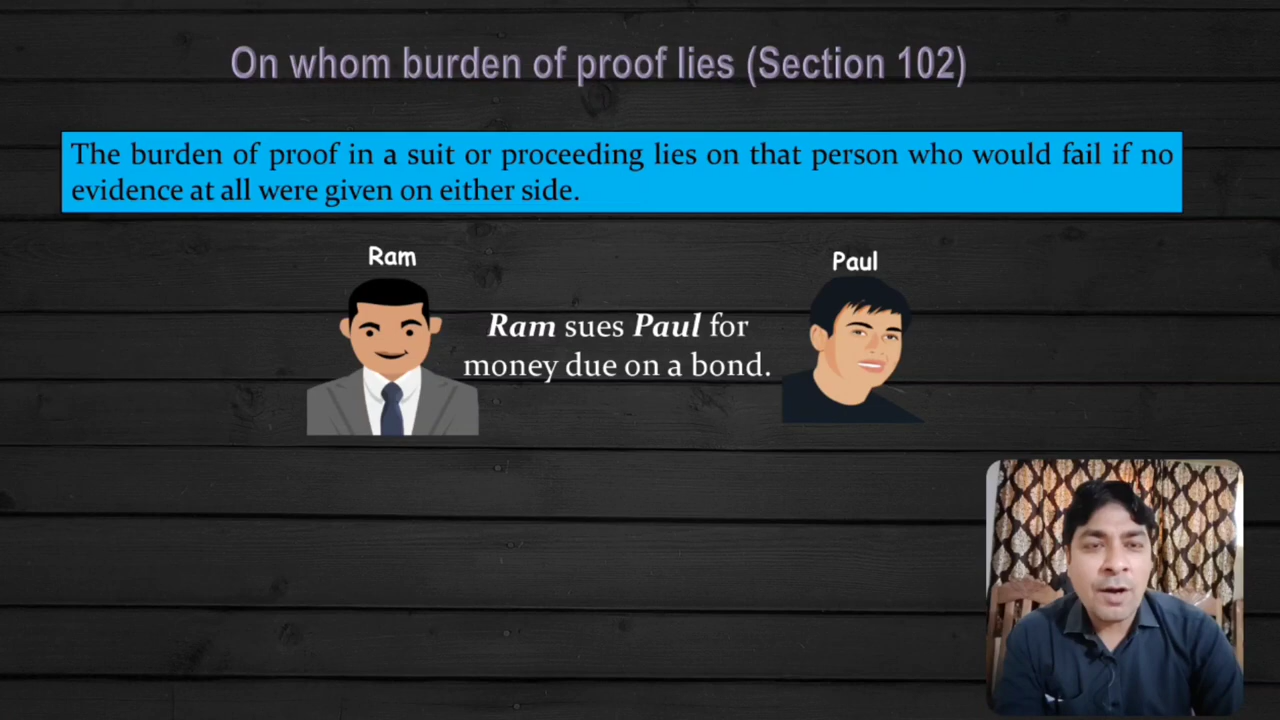 On whom burden of proof lies (Section 102)
The burden of proof in a suit or proceeding lies on that person who would fail if no
evidence at all were given on either side.
Ram
Paul
Ram sues Paul for
money due on a bond.